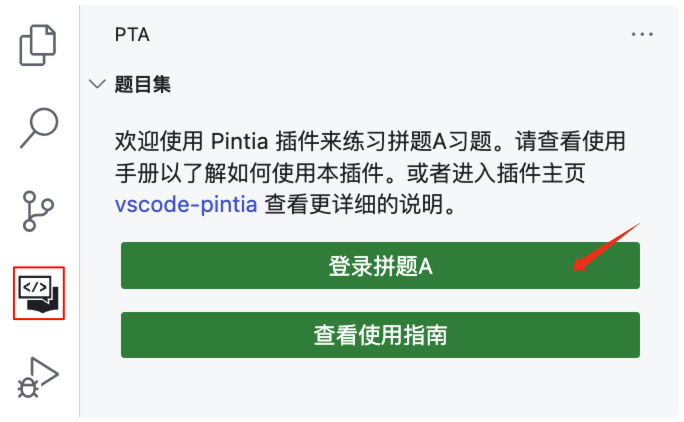 PTA
题目集
欢迎使用 Pintia 插件来练习拼题A习题。请查看使用
手册以了解如何使用本插件。或者进入插件主页
vscode-pintia 查看更详细的说明。
登录拼题A
查看使用指南